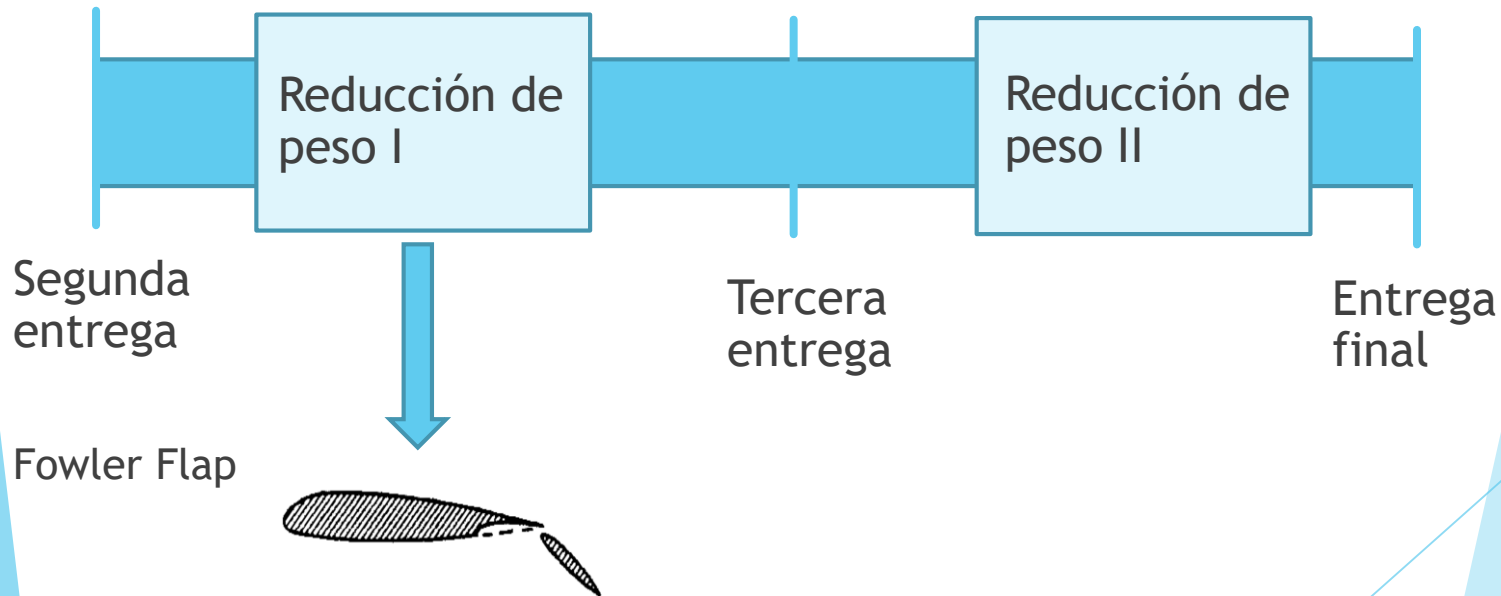 Reducción de
peso I
Reducción de
peso II
Segunda
entrega
Tercera
entrega
Entrega
final
Fowler Flap